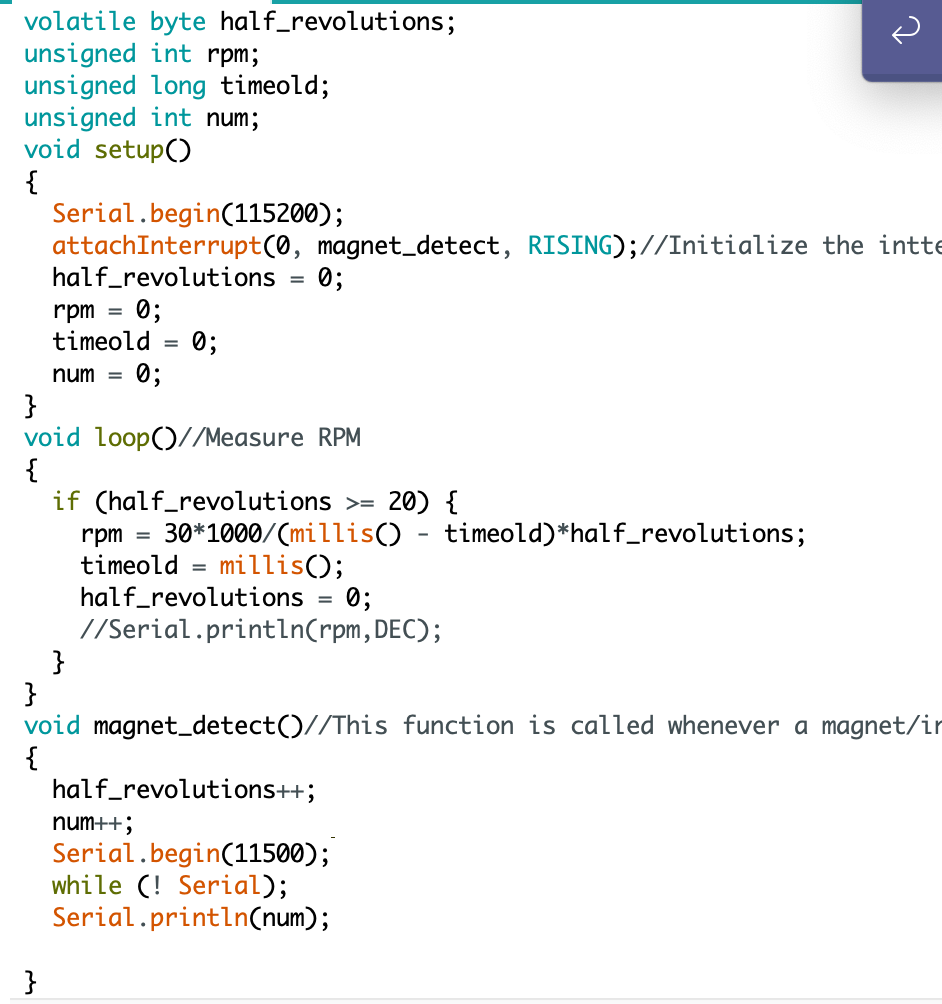 volatile byte half_revolutions;
unsigned int rpm;
unsigned long timeold;
unsigned int num;
void setup()
{
  Serial.begin(115200);
  attachInterrupt(0, magnet_detect, RISING);//Initialize the
  half_revolutions = 0;
  rpm = 0;
  timeold = 0;
  num = 0;
}
void loop()//Measure RPM
{
  if (half_revolutions >= 20) {
    rpm = 30*1000/(millis() - timeold)*half_revolutions;
    timeold = millis();
    half_revolutions = 0;
    //Serial.println(rpm,DEC);
  }
}
void magnet_detect()//This function is called whenever a magnet/
{
  half_revolutions++;
  num++;
  Serial.begin(11500);
  while (! Serial);
  Serial.println(num);
}